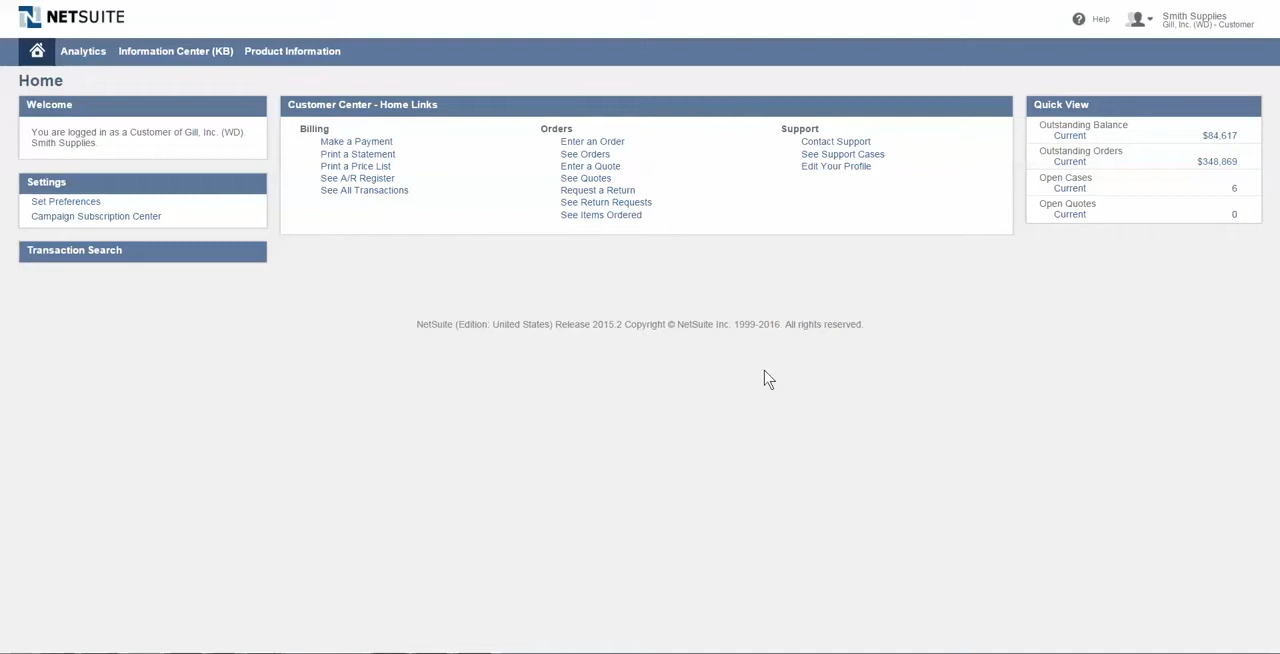 NETSUITE
Help
Smith Supplies
Gill, Inc. (WD) - Customer
Analytics
Information Center (KB)
Product Information
Home
Welcome
You are logged in as a Customer of Gill, Inc. (WD).
Smith Supplies.
Settings
Set Preferences
Campaign Subscription Center
Transaction Search
Customer Center - Home Links
Billing
Make a Payment
Print a Statement
Print a Price List
See A/R Register
See All Transactions
Orders
Enter an Order
See Orders
Enter a Quote
See Quotes
Request a Return
See Return Requests
See Items Ordered
Support
Contact Support
See Support Cases
Edit Your Profile
Quick View
Outstanding Balance
Current $84,617
Outstanding Orders
Current $348,869
Open Cases
Current 6
Open Quotes
Current 0
NetSuite (Edition: United States) Release 2015.2 Copyright © NetSuite Inc. 1999-2016. All rights reserved.